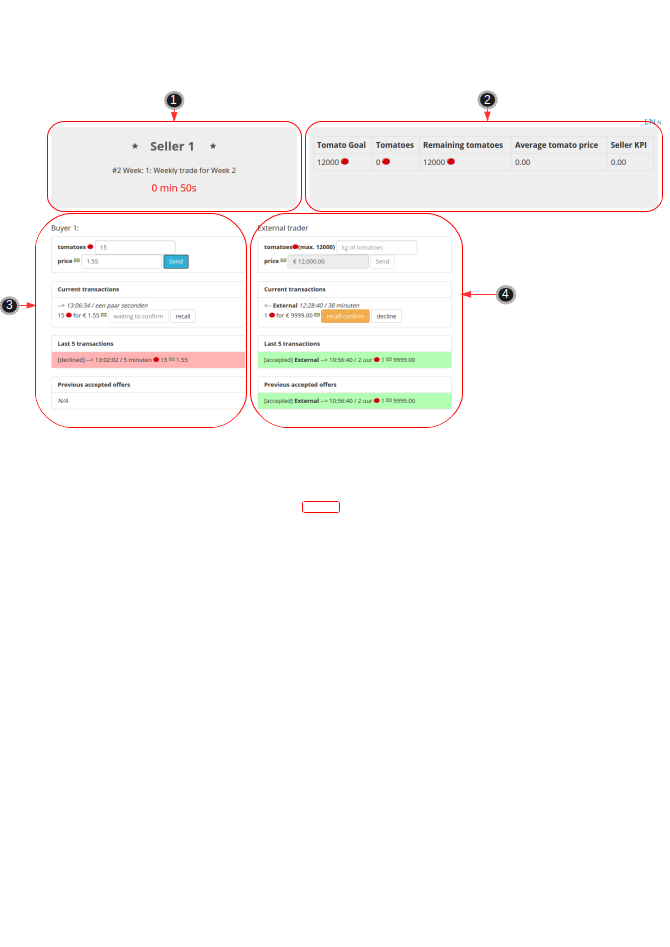 1
2
EN N
★ Seller 1 ★
#2 Week: 1: Weekly trade for Week 2
0 min 50s
Tomato Goal Tomatoes Remaining tomatoes Average tomato price Seller KPI
12000 0 12000 0.00 0.00
3
Buyer 1:
tomatoes 15
price 1.55 Send
Current transactions
--> 13:06:34 / een paar seconden
15 for € 1.55 waiting to confirm recall
Last 5 transactions
[declined] --> 13:02:02 / 5 minuten 15 1.55
Previous accepted offers
N/A
4
External trader
tomatoes (max. 12000) kg of tomatoes
price € 12,000.00 Send
Current transactions
<-- External 12:28:40 / 38 minuten
1 for € 9999.00 recall confirm decline
Last 5 transactions
[accepted] External --> 10:56:40 / 2 uur 1 9999.00
Previous accepted offers
[accepted] External --> 10:56:40 / 2 uur 1 9999.00